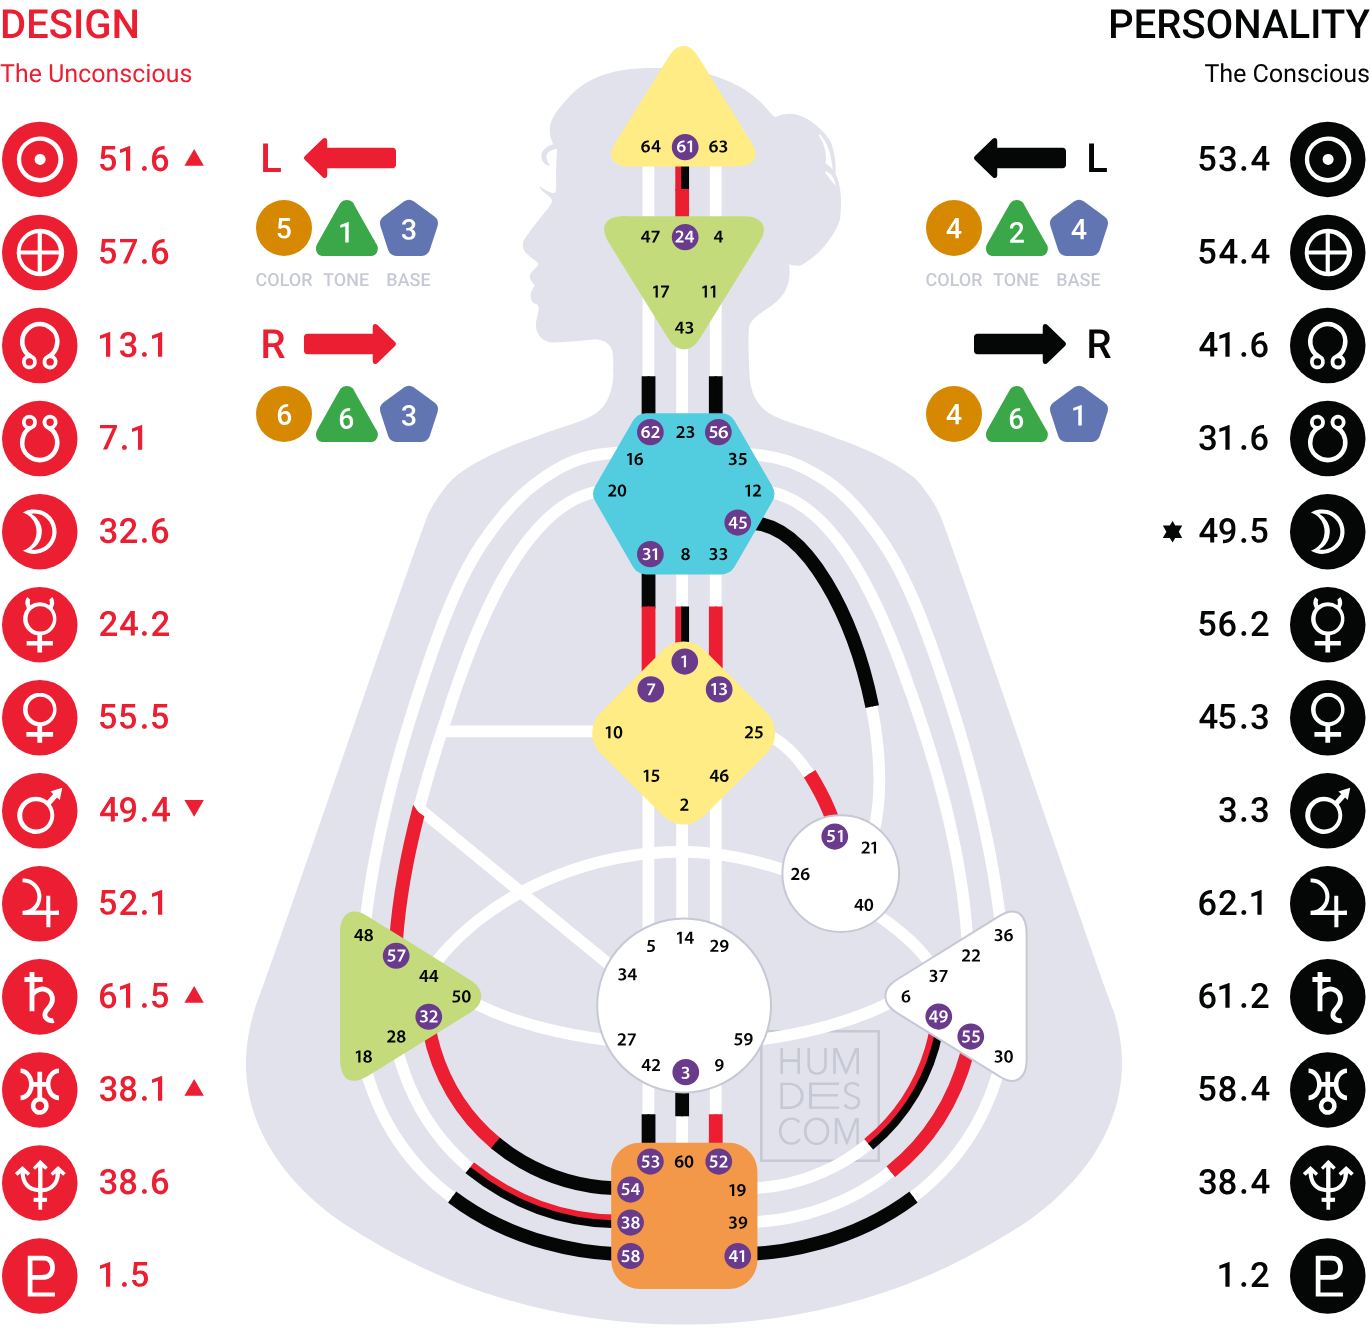 DESIGN
The Unconscious
PERSONALITY
The Conscious
51.6
57.6
13.1
7.1
32.6
24.2
55.5
49.4
52.1
61.5
38.1
38.6
1.5
L
5 1 3
COLOR TONE BASE
R
6 6 3
L
4 2 4
COLOR TONE BASE
R
4 6 1
53.4
54.4
41.6
31.6
49.5
56.2
45.3
3.3
62.1
61.2
58.4
38.4
1.2
64 61 63
47 24 4
17 11
43
62 23 56
16 35
20 12
45
31 8 33
1
7 13
10 25
15 46
2
51
21
26
40
48
57
44
50
32
28
18
5 14 29
34
27 59
42 3 9
36
22
37
6
49
55
30
53 60 52
54 19
38 39
58 41
HUM
DES
COM